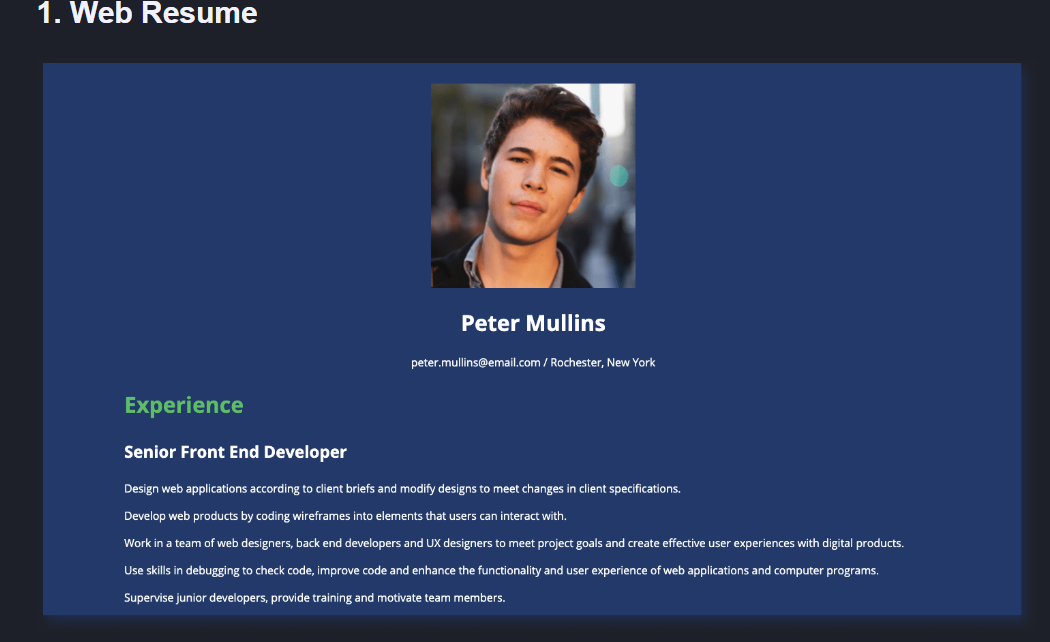 1. Web Resume
Peter Mullins
peter.mullins@email.com / Rochester, New York
Experience
Senior Front End Developer
Design web applications according to client briefs and modify designs to meet changes in client specifications.
Develop web products by coding wireframes into elements that users can interact with.
Work in a team of web designers, back end developers and UX designers to meet project goals and create effective user experiences with digital products.
Use skills in debugging to check code, improve code and enhance the functionality and user experience of web applications and computer programs.
Supervise junior developers, provide training and motivate team members.